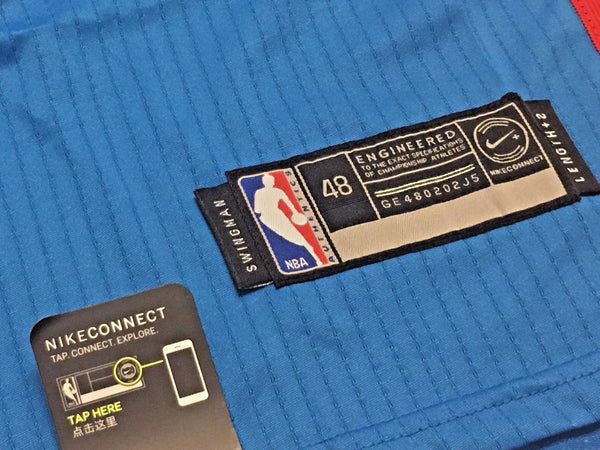 SWINGMAN
NBA
AUTHENTICS
48
ENGINEERED
TO THE EXACT SPECIFICATIONS
OF CHAMPIONSHIP ATHLETES
GE480202J5
NIKECONNECT
LENGTH+2
NIKECONNECT
TAP. CONNECT. EXPLORE.
TAP HERE
点击这里